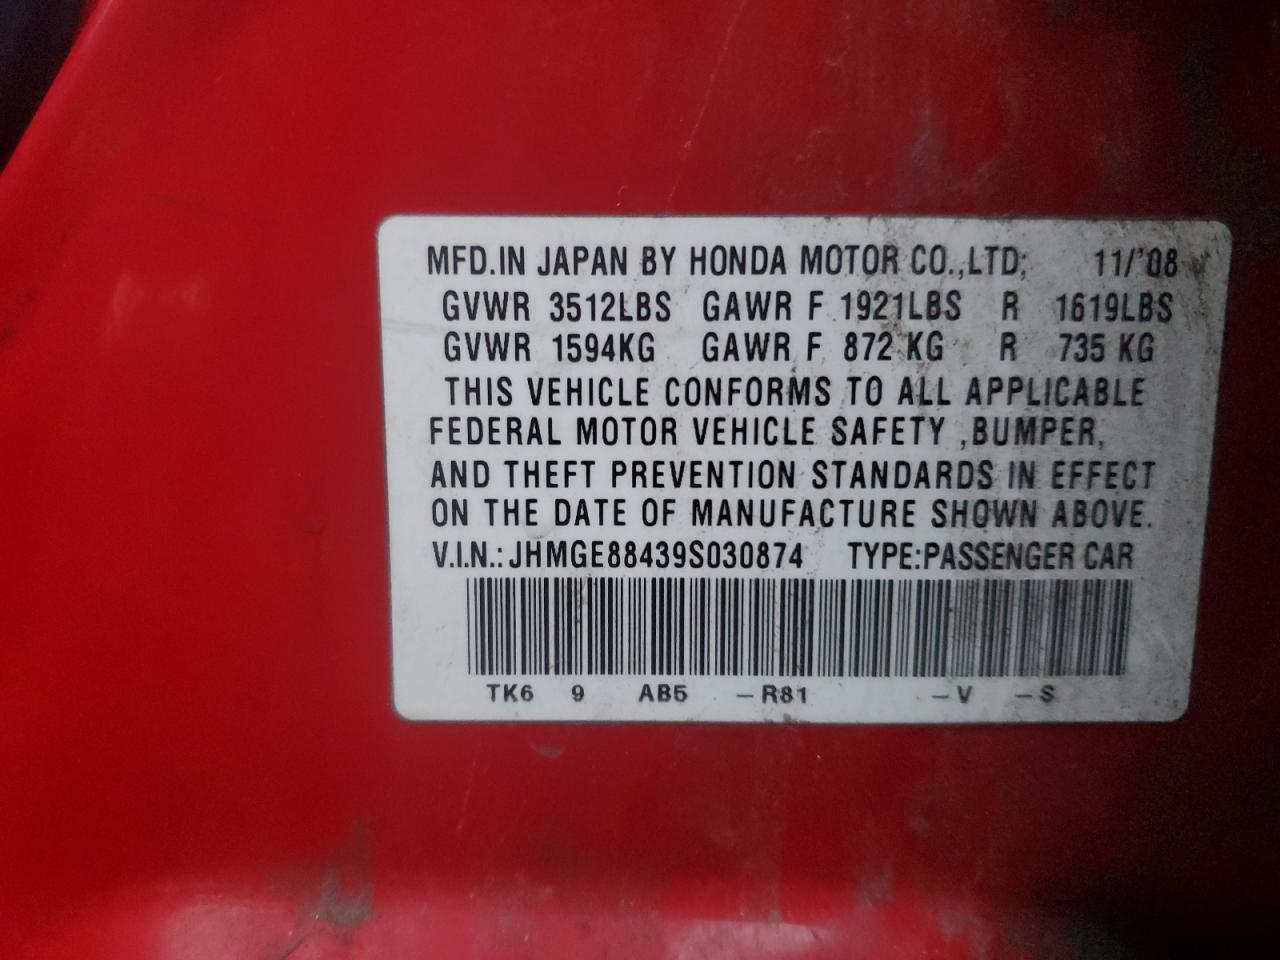 MFD.IN JAPAN BY HONDA MOTOR CO.,LTD; 11/'08
GVWR 3512LBS GAWR F 1921LBS R 1619LBS
GVWR 1594KG GAWR F 872 KG R 735 KG
THIS VEHICLE CONFORMS TO ALL APPLICABLE
FEDERAL MOTOR VEHICLE SAFETY ,BUMPER,
AND THEFT PREVENTION STANDARDS IN EFFECT
ON THE DATE OF MANUFACTURE SHOWN ABOVE.
V.I.N.:JHMGE88439S030874 TYPE:PASSENGER CAR
TK6 9 AB5 -R81 -V -S